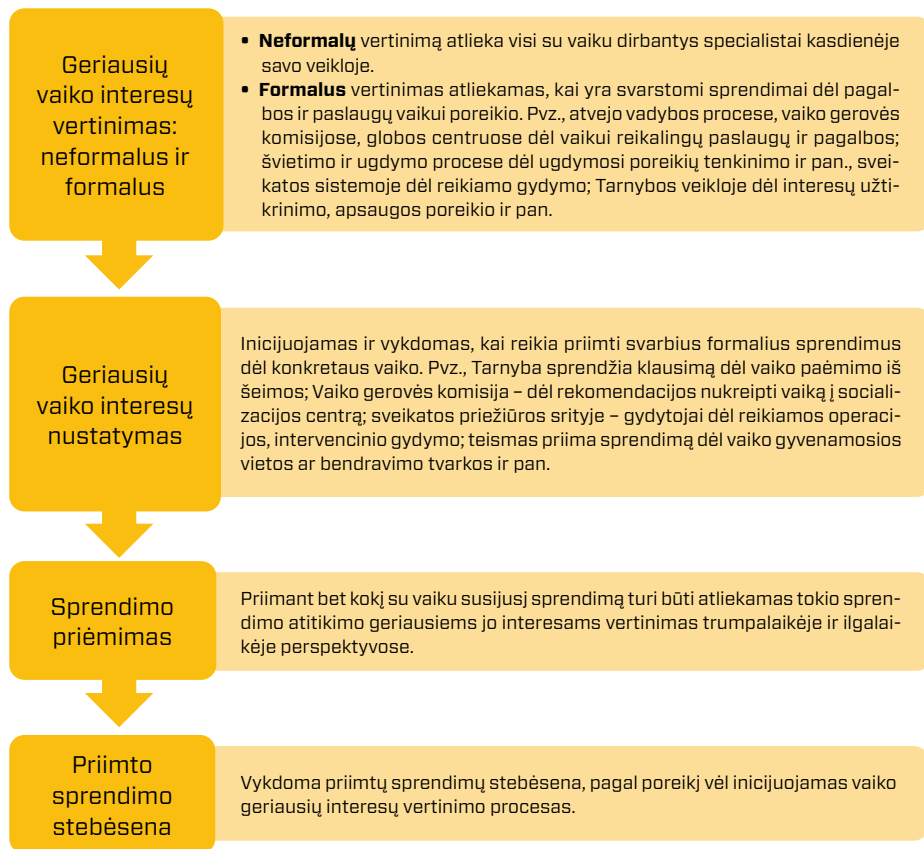 Geriausių
vaiko interesų
vertinimas:
neformalus ir
formalus
• Neformalų vertinimą atlieka visi su vaiku dirbantys specialistai kasdienėje
savo veikloje.
• Formalus vertinimas atliekamas, kai yra svarstomi sprendimai dėl pagal-
bos ir paslaugų vaikui poreikio. Pvz., atvejo vadybos procese, vaiko gerovės
komisijose, globos centruose dėl vaikui reikalingų paslaugų ir pagalbos;
švietimo ir ugdymo procese dėl ugdymosi poreikių tenkinimo ir pan., svei-
katos sistemoje dėl reikiamo gydymo; Tarnybos veikloje dėl interesų užti-
krinimo, apsaugos poreikio ir pan.
Geriausių
vaiko interesų
nustatymas
Inicijuojamas ir vykdomas, kai reikia priimti svarbius formalius sprendimus
dėl konkretaus vaiko. Pvz., Tarnyba sprendžia klausimą dėl vaiko paėmimo iš
šeimos; Vaiko gerovės komisija – dėl rekomendacijos nukreipti vaiką į sociali-
zacijos centrą; sveikatos priežiūros srityje – gydytojai dėl reikiamos operaci-
jos, intervencinio gydymo; teismas priima sprendimą dėl vaiko gyvenamosios
vietos ar bendravimo tvarkos ir pan.
Sprendimo
priėmimas
Priimant bet kokį su vaiku susijusį sprendimą turi būti atliekamas tokio spren-
dimo atitikimo geriausiems jo interesams vertinimas trumpalaikėje ir ilgalai-
kėje perspektyvose.
Priimto
sprendimo
stebėsena
Vykdoma priimtų sprendimų stebėsena, pagal poreikį vėl inicijuojamas vaiko
geriausių interesų vertinimo procesas.